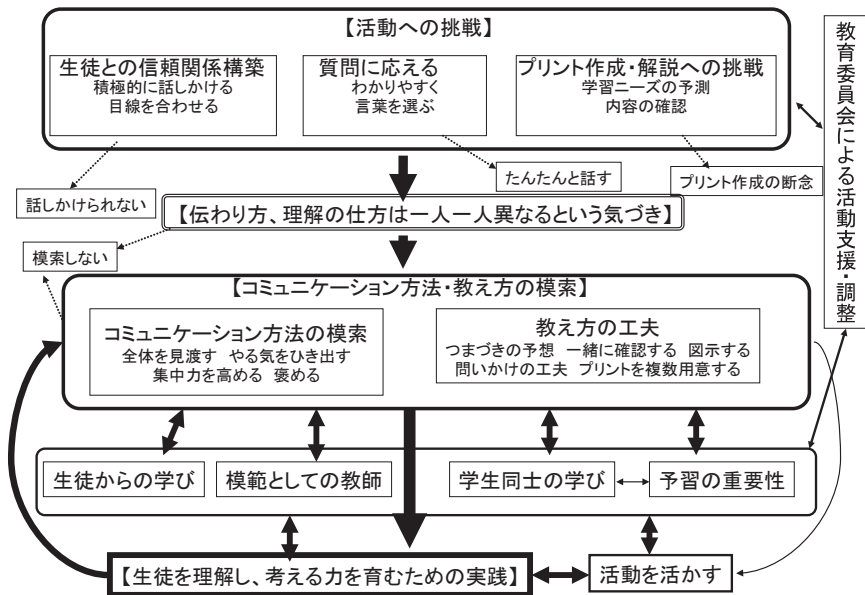 【活動への挑戦】
生徒との信頼関係構築
積極的に話しかける
目線を合わせる
質問に応える
わかりやすく
言葉を選ぶ
プリント作成・解説への挑戦
学習ニーズの予測
内容の確認
教育委員会による活動支援・調整
話しかけられない
たんたんと話す
プリント作成の断念
【伝わり方、理解の仕方は一人一人異なるという気づき】
模索しない
【コミュニケーション方法・教え方の模索】
コミュニケーション方法の模索
全体を見渡す やる気をひき出す
集中力を高める 褒める
教え方の工夫
つまづきの予想 一緒に確認する 図示する
問いかけの工夫 プリントを複数用意する
生徒からの学び
模範としての教師
学生同士の学び
予習の重要性
【生徒を理解し、考える力を育むための実践】
活動を活かす